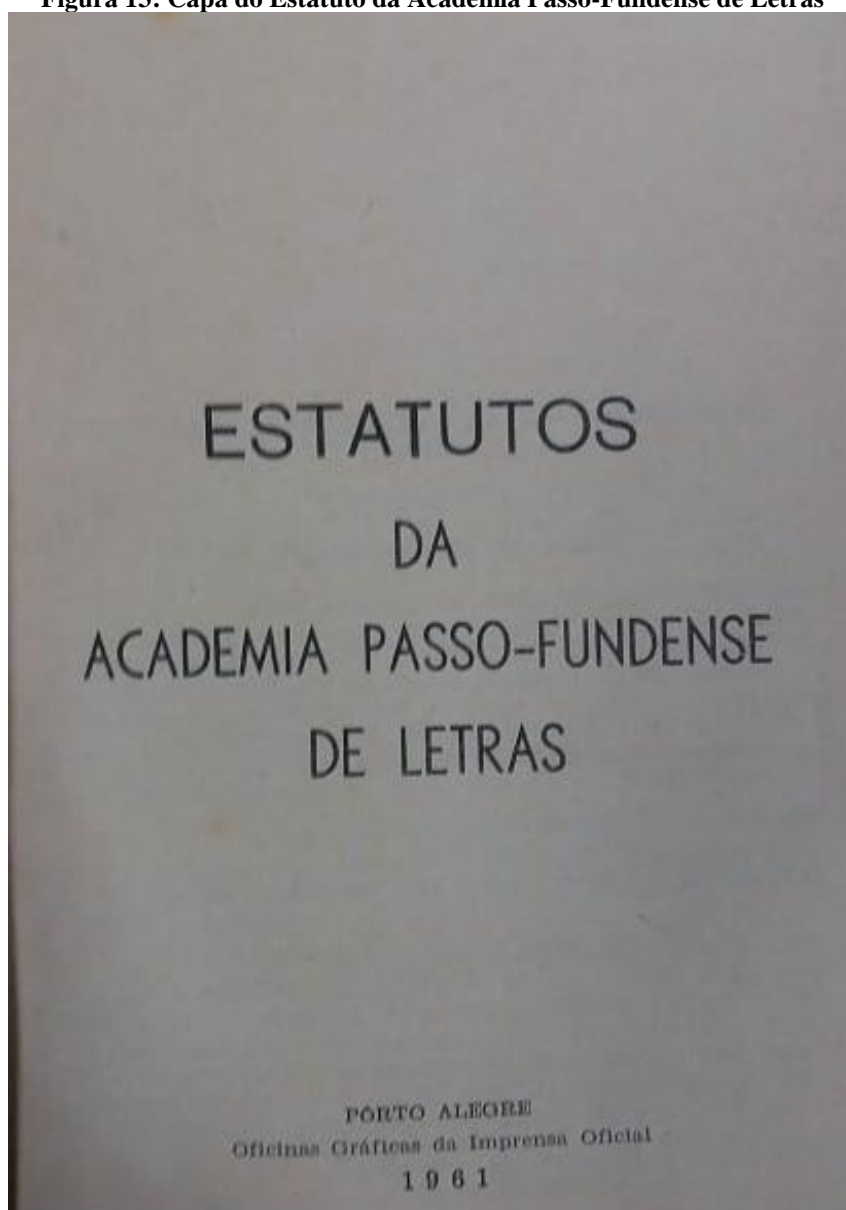 Figura 15: Capa do Estatuto da Academia Passo-Fundense de Letras
ESTATUTOS
DA
ACADEMIA PASSO-FUNDENSE
DE LETRAS
PÔRTO ALEGRE
Oficinas Gráficas da Imprensa Oficial
1961